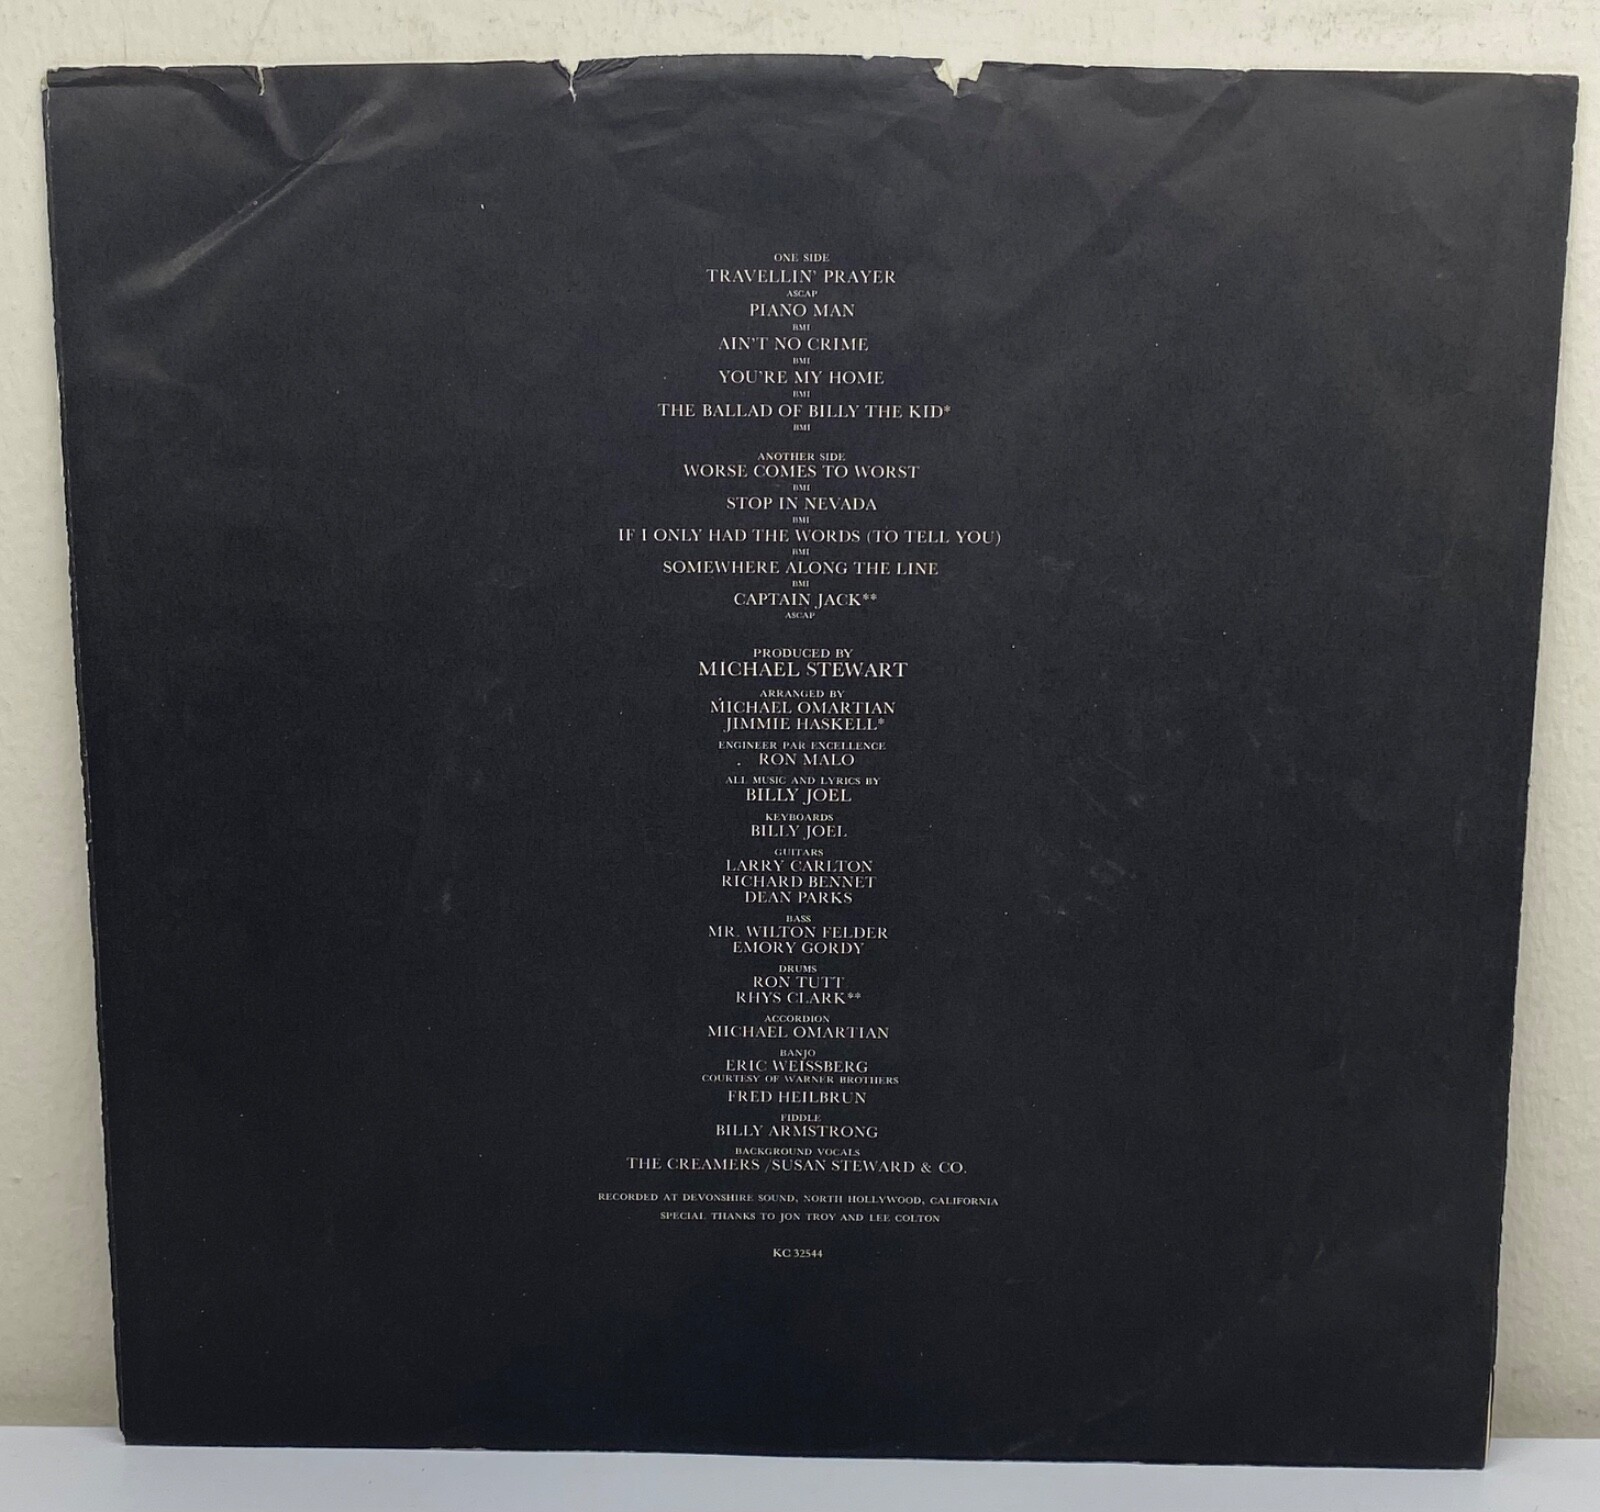 ONE SIDE
TRAVELLIN' PRAYER
ASCAP
PIANO MAN
BMI
AIN'T NO CRIME
BMI
YOU'RE MY HOME
BMI
THE BALLAD OF BILLY THE KID*
BMI
ANOTHER SIDE
WORSE COMES TO WORST
BMI
STOP IN NEVADA
BMI
IF I ONLY HAD THE WORDS (TO TELL YOU)
BMI
SOMEWHERE ALONG THE LINE
BMI
CAPTAIN JACK**
ASCAP
PRODUCED BY
MICHAEL STEWART
ARRANGED BY
MICHAEL OMARTIAN
JIMMIE HASKELL*
ENGINEER PAR EXCELLENCE
RON MALO
ALL MUSIC AND LYRICS BY
BILLY JOEL
KEYBOARDS
BILLY JOEL
GUITARS
LARRY CARLTON
RICHARD BENNET
DEAN PARKS
BASS
MR. WILTON FELDER
EMORY GORDY
DRUMS
RON TUTT
RHYS CLARK**
ACCORDION
MICHAEL OMARTIAN
BANJO
ERIC WEISSBERG
COURTESY OF WARNER BROTHERS
FRED HEILBRUN
FIDDLE
BILLY ARMSTRONG
BACKGROUND VOCALS
THE CREAMERS /SUSAN STEWARD & CO.
RECORDED AT DEVONSHIRE SOUND, NORTH HOLLYWOOD, CALIFORNIA
SPECIAL THANKS TO JON TROY AND LEE COLTON
KC 32544